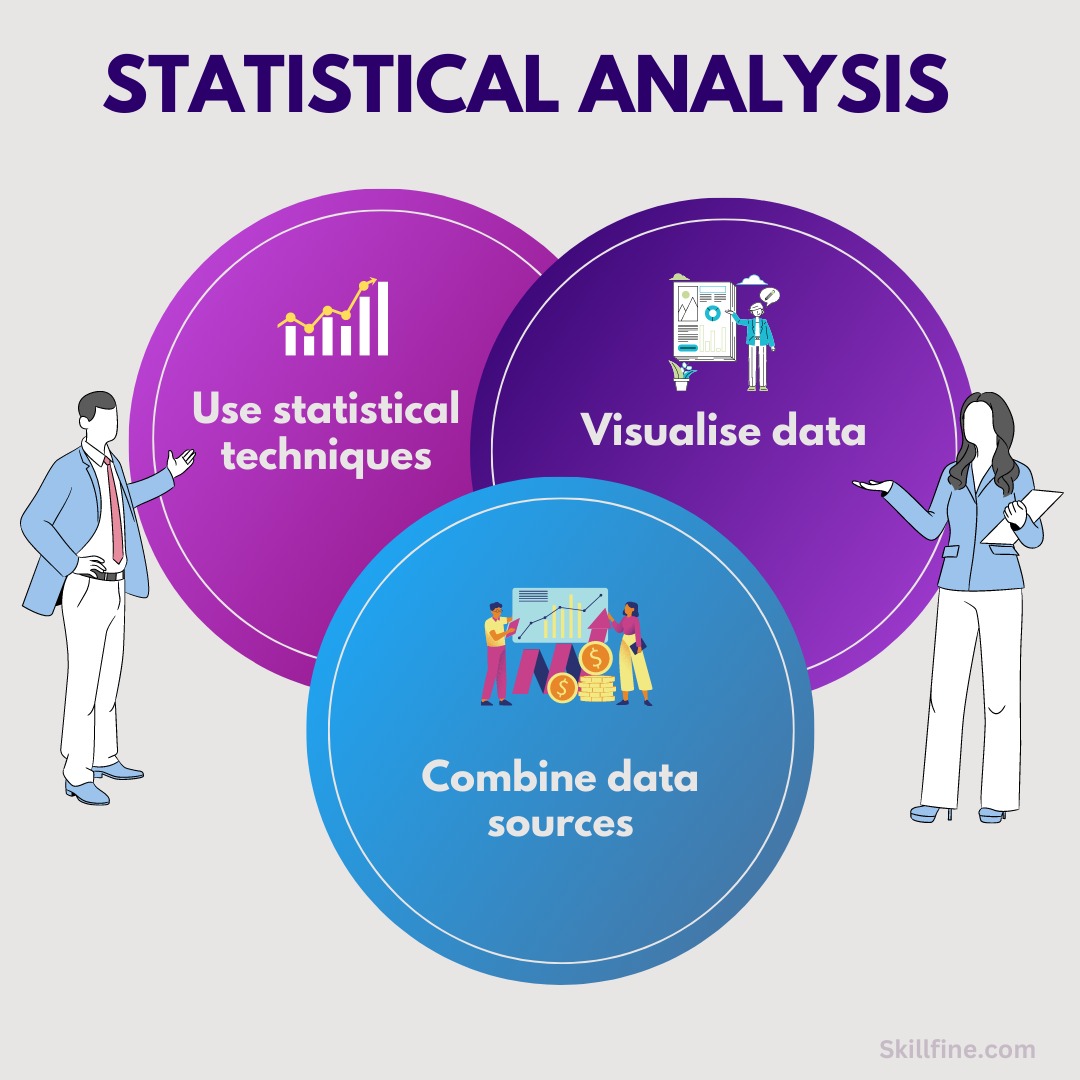 STATISTICAL ANALYSIS
Use statistical
techniques
Visualise data
Combine data
sources
Skillfine.com